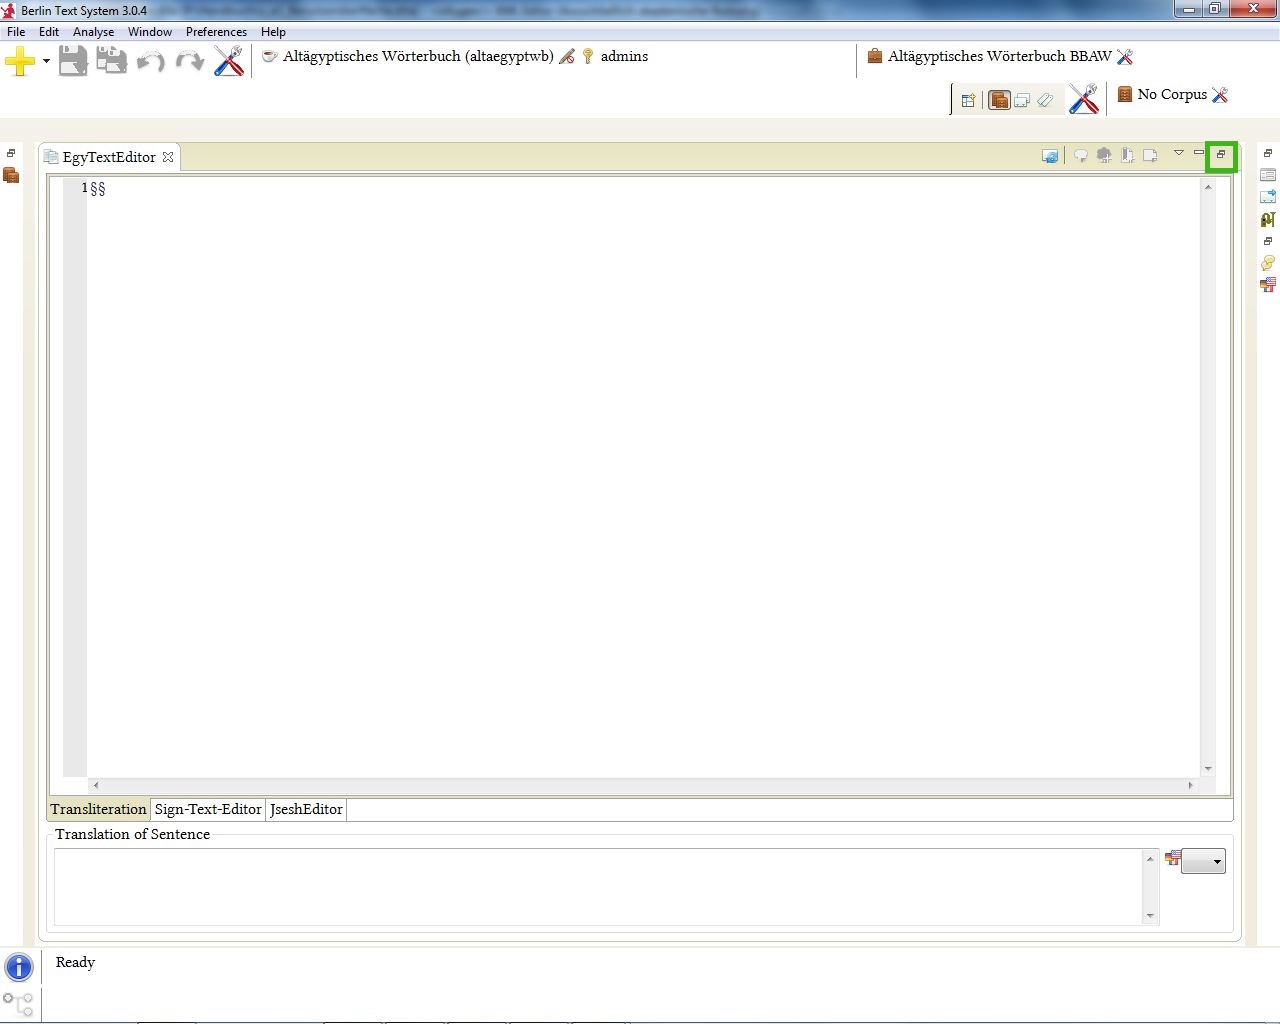 Berlin Text System 3.0.4
File Edit Analyse Window Preferences Help
Altägyptisches Wörterbuch (altaegyptwb) admins Altägyptisches Wörterbuch BBAW
No Corpus
EgyTextEditor
1 §§
Transliteration Sign-Text-Editor JseshEditor
Translation of Sentence
Ready